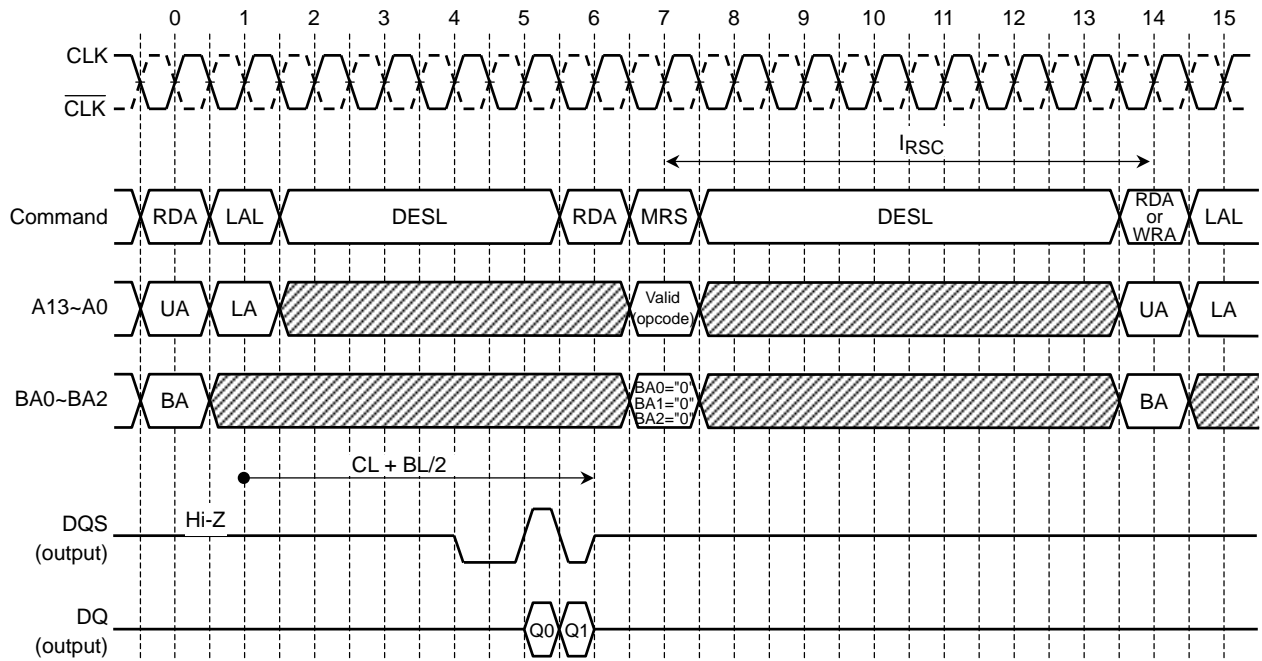 0 1 2 3 4 5 6 7 8 9 10 11 12 13 14 15
CLK
CLK
IRSC
Command
RDA
LAL
DESL
RDA
MRS
DESL
RDA
or
WRA
LAL
A13~A0
UA
LA
Valid
(opcode)
UA
LA
BA0~BA2
BA
BA0="0"
BA1="0"
BA2="0"
BA
CL + BL/2
DQS
(output)
Hi-Z
DQ
(output)
Q0
Q1